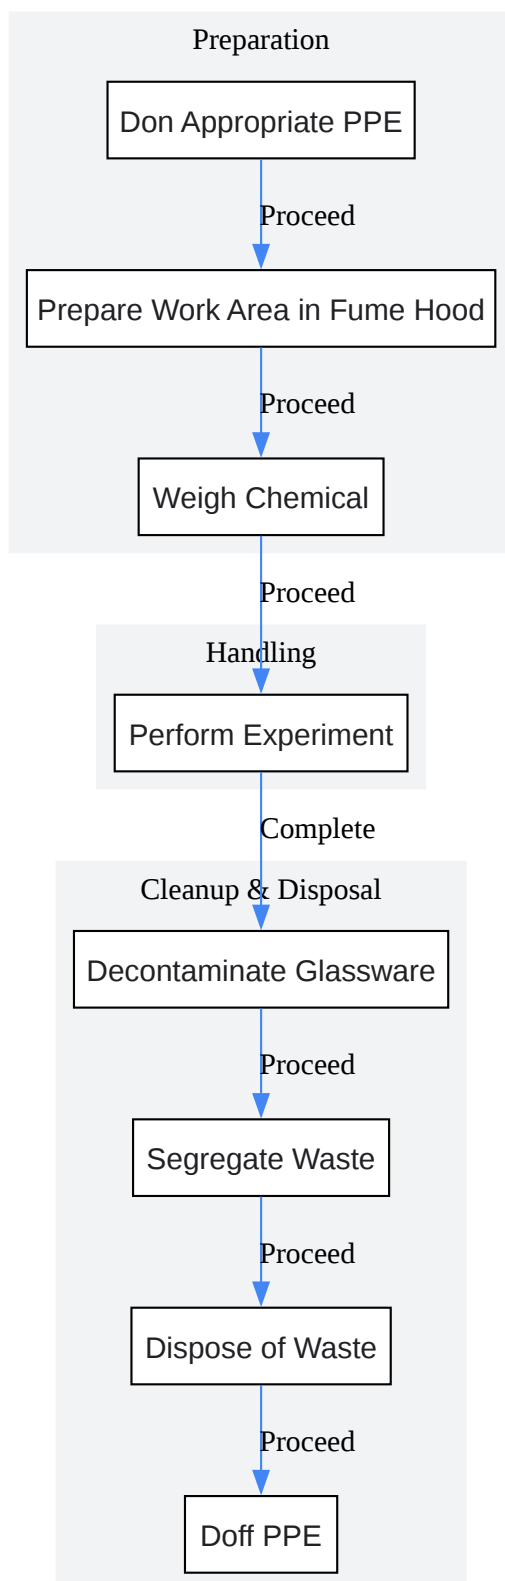 Preparation
Don Appropriate PPE
Proceed
Prepare Work Area in Fume Hood
Proceed
Weigh Chemical
Proceed
Handling
Perform Experiment
Complete
Cleanup & Disposal
Decontaminate Glassware
Proceed
Segregate Waste
Proceed
Dispose of Waste
Proceed
Doff PPE